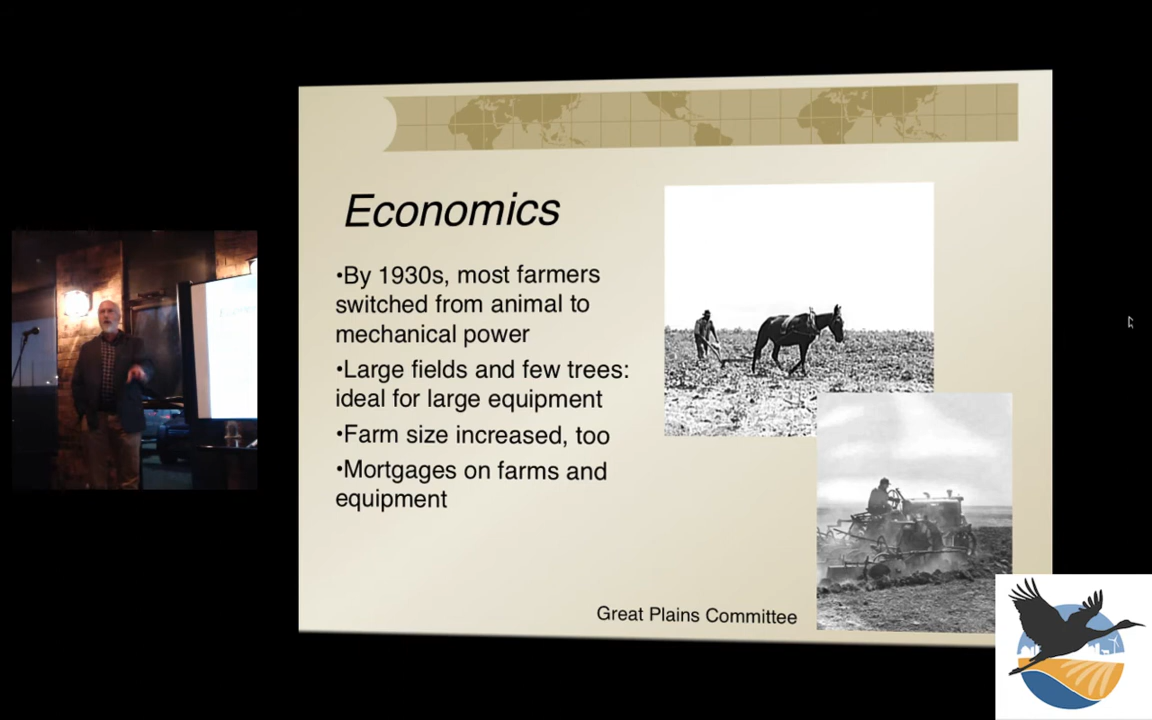 Economics
•By 1930s, most farmers
switched from animal to
mechanical power
•Large fields and few trees:
ideal for large equipment
•Farm size increased, too
•Mortgages on farms and
equipment
Great Plains Committee